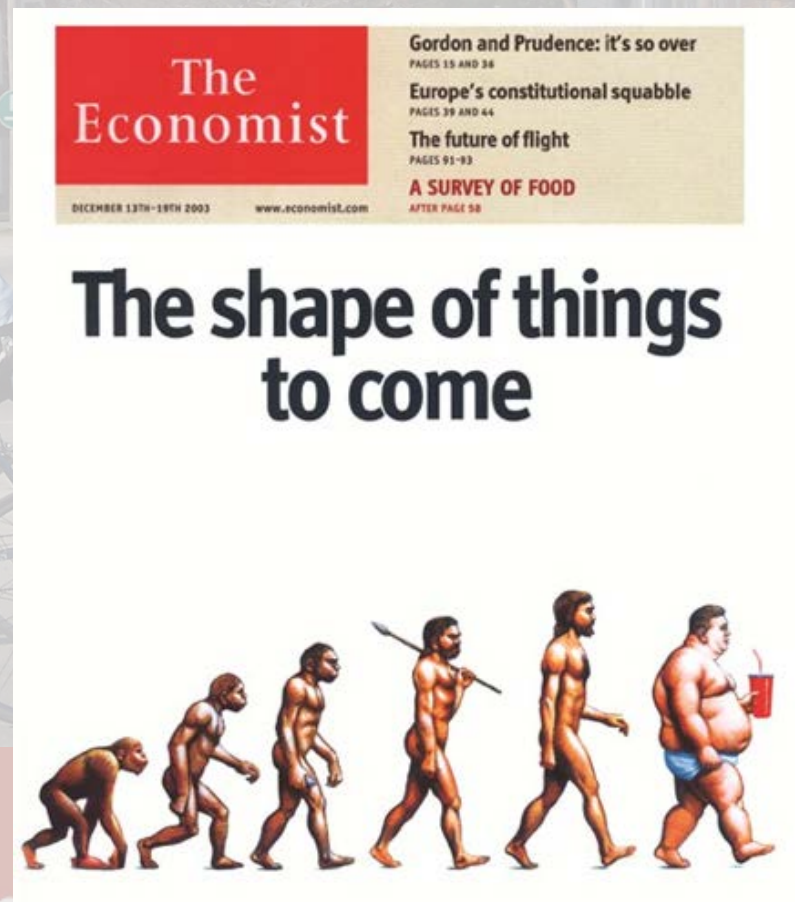 The
Economist
DECEMBER 13TH-19TH 2003 www.economist.com
Gordon and Prudence: it's so over
PAGES 15 AND 36
Europe's constitutional squabble
PAGES 39 AND 44
The future of flight
PAGES 91-93
A SURVEY OF FOOD
AFTER PAGE 58
The shape of things
to come